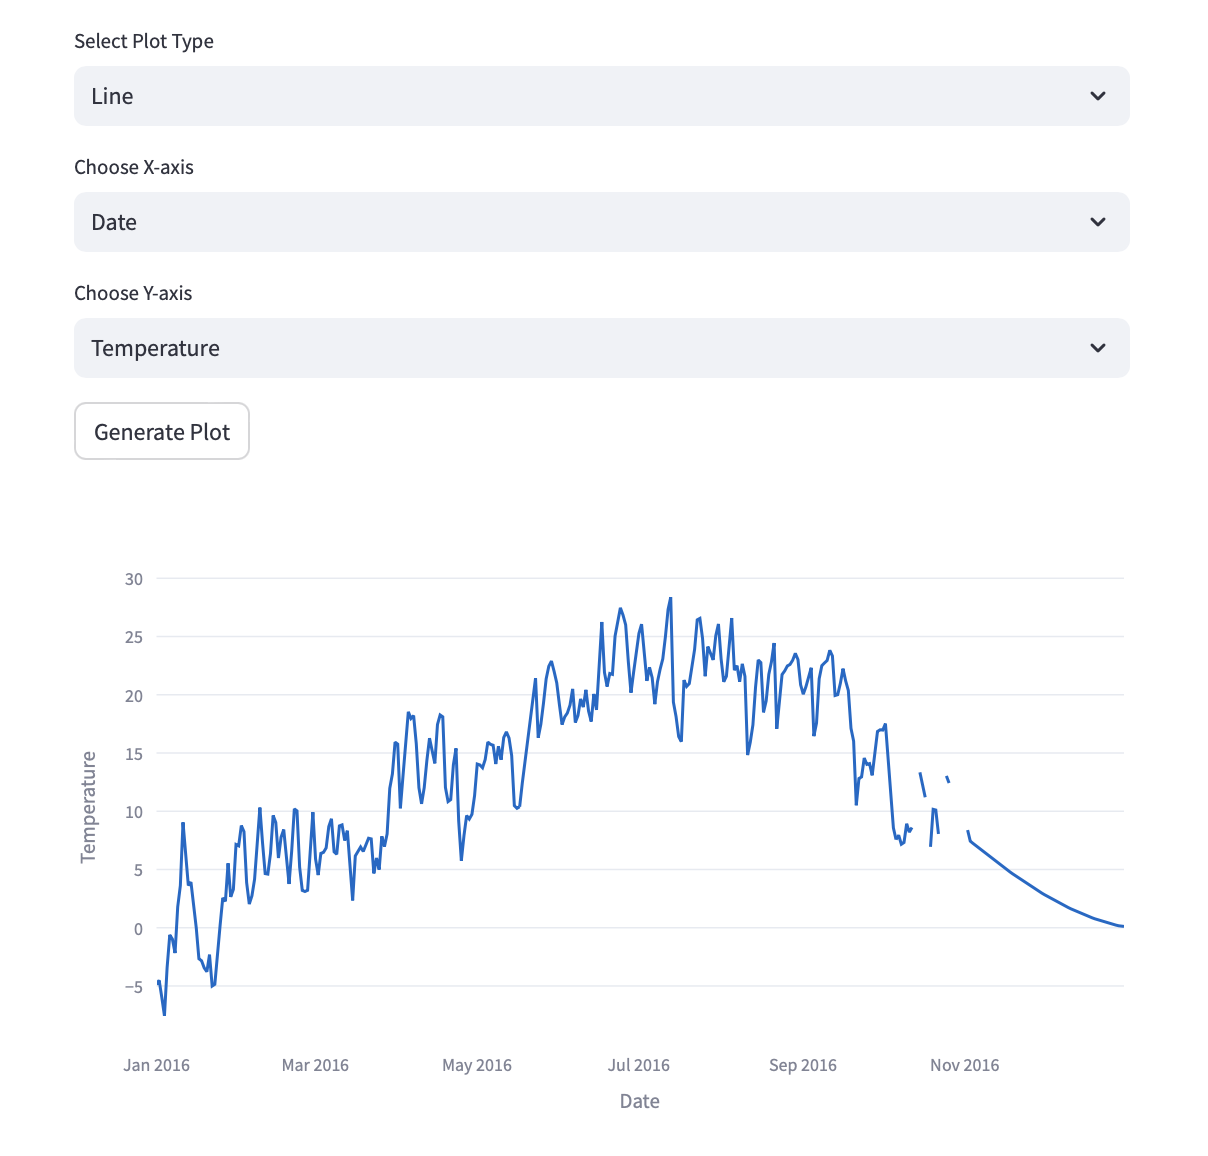 Select Plot Type
Line
Choose X-axis
Date
Choose Y-axis
Temperature
Generate Plot
30
25
20
15
10
5
0
−5
Temperature
Jan 2016 Mar 2016 May 2016 Jul 2016 Sep 2016 Nov 2016
Date